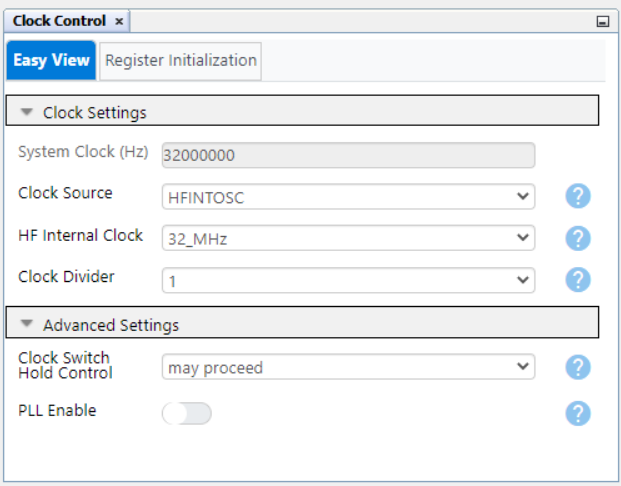 Clock Control ×
Easy View Register Initialization
Clock Settings
System Clock (Hz) 32000000
Clock Source HFINTOSC ?
HF Internal Clock 32_MHz ?
Clock Divider 1 ?
Advanced Settings
Clock Switch
Hold Control may proceed ?
PLL Enable ?